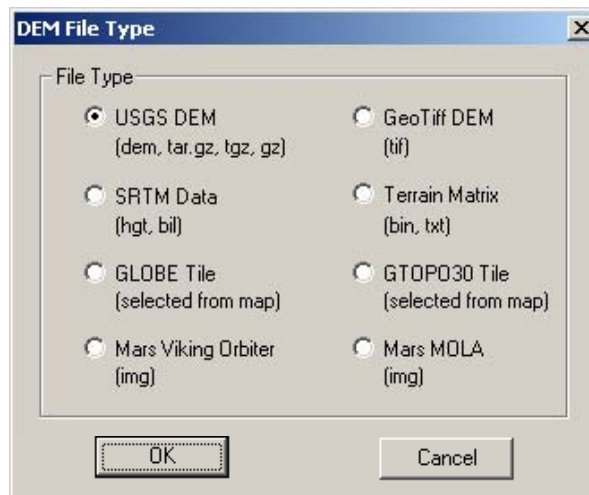 DEM File Type
File Type
USGS DEM
(dem, tar.gz, tgz, gz)
GeoTiff DEM
(tif)
SRTM Data
(hgt, bil)
Terrain Matrix
(bin, txt)
GLOBE Tile
(selected from map)
GTOPO30 Tile
(selected from map)
Mars Viking Orbiter
(img)
Mars MOLA
(img)
OK
Cancel